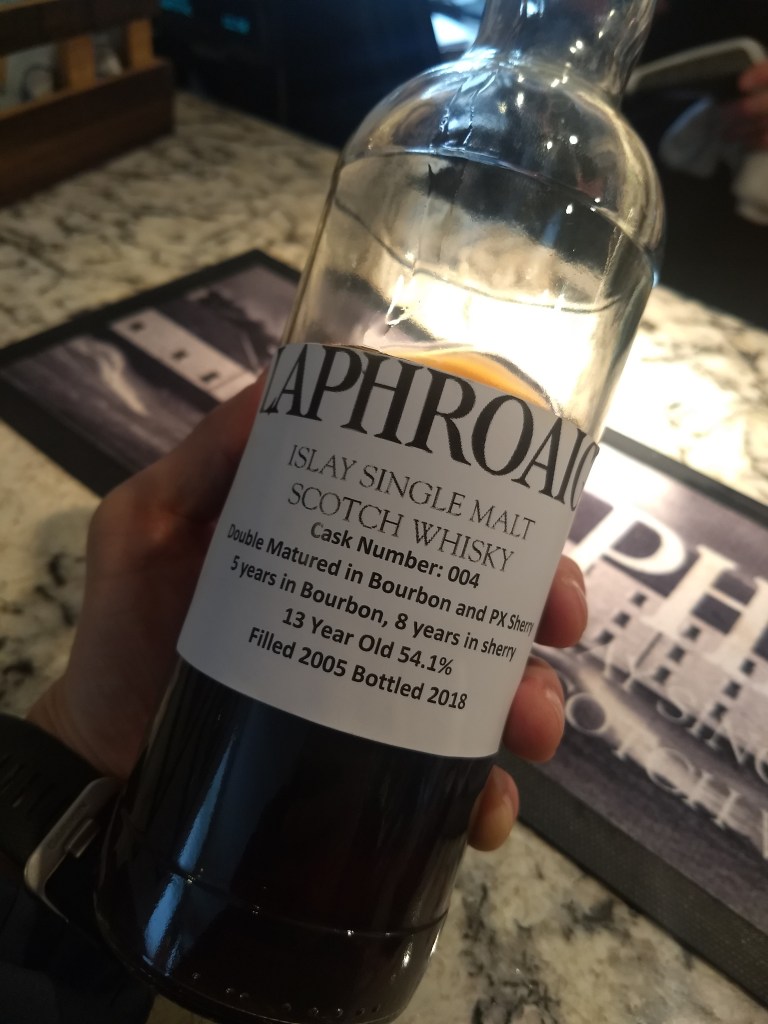 LAPHROAIG
ISLAY SINGLE MALT
SCOTCH WHISKY
Cask Number: 004
Double Matured in Bourbon and PX Sherry
5 years in Bourbon, 8 years in sherry
13 Year Old 54.1%
Filled 2005 Bottled 2018
PH